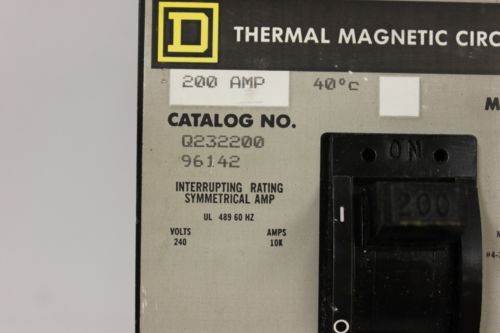 D THERMAL MAGNETIC CIRC
200 AMP 40°C
M
CATALOG NO.
Q232200
96142
ON
INTERRUPTING RATING
SYMMETRICAL AMP
200
UL 489 60 HZ
I
VOLTS AMPS
240 10K
#4-
O